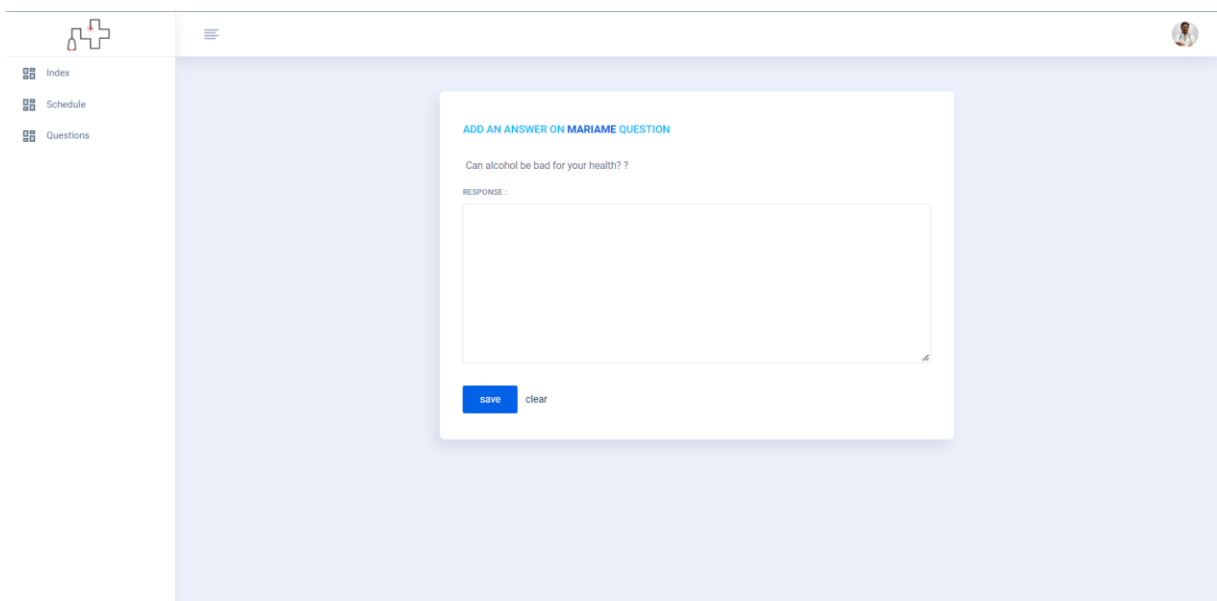 Index
Schedule
Questions
ADD AN ANSWER ON MARIAME QUESTION
Can alcohol be bad for your health? ?
RESPONSE :
save clear